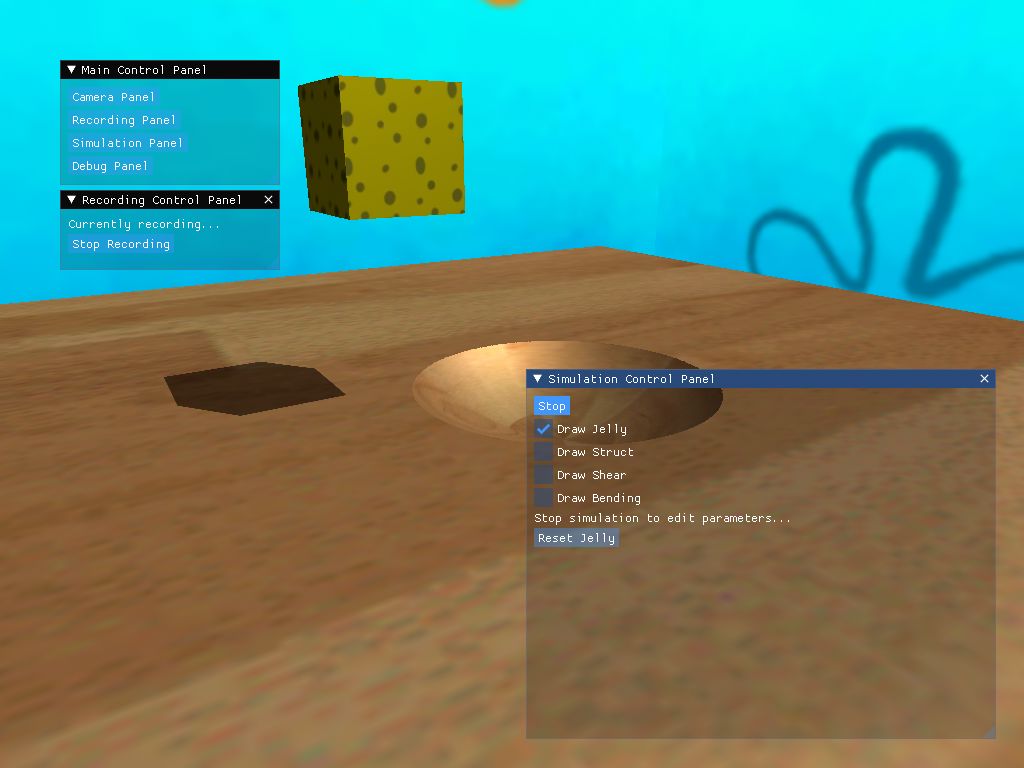 Main Control Panel
Camera Panel
Recording Panel
Simulation Panel
Debug Panel
Recording Control Panel
Currently recording...
Stop Recording
Simulation Control Panel
Stop
Draw Jelly
Draw Struct
Draw Shear
Draw Bending
Stop simulation to edit parameters...
Reset Jelly